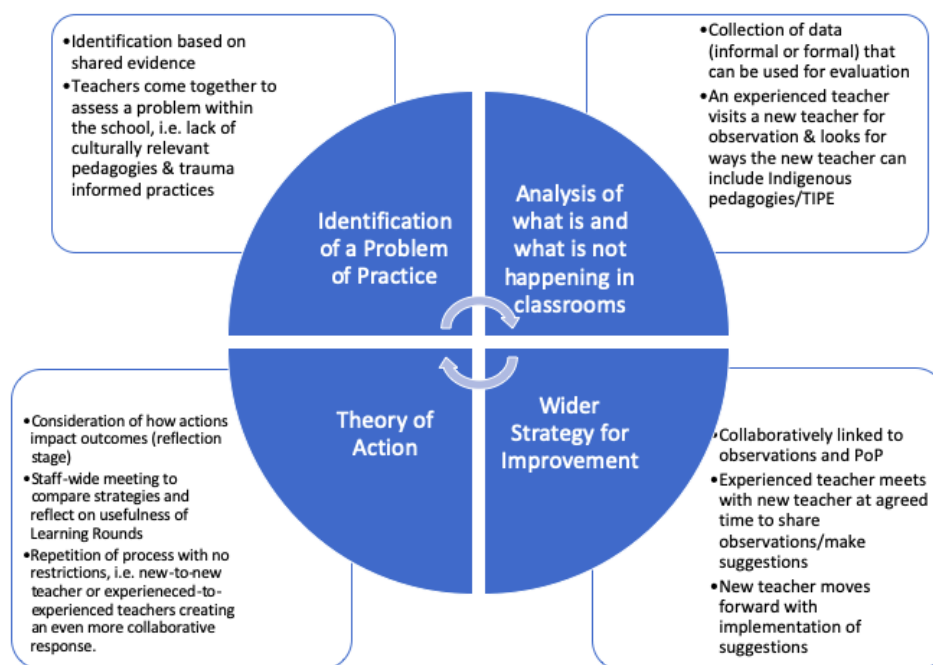 •Identification based on
shared evidence
•Teachers come together to
assess a problem within
the school, i.e. lack of
culturally relevant
pedagogies & trauma
informed practices
•Collection of data
(informal or formal) that
can be used for evaluation
•An experienced teacher
visits a new teacher for
observation & looks for
ways the new teacher can
include Indigenous
pedagogies/TIPE
Identification
of a Problem
of Practice
Analysis of
what is and
what is not
happening in
classrooms
Theory of
Action
Wider
Strategy for
Improvement
•Consideration of how actions
impact outcomes (reflection
stage)
•Staff-wide meeting to
compare strategies and
reflect on usefulness of
Learning Rounds
•Repetition of process with no
restrictions, i.e. new-to-new
teacher or experieneced-to-
experienced teachers creating
an even more collaborative
response.
•Collaboratively linked to
observations and PoP
•Experienced teacher meets
with new teacher at agreed
time to share
observations/make
suggestions
•New teacher moves
forward with
implementation of
suggestions